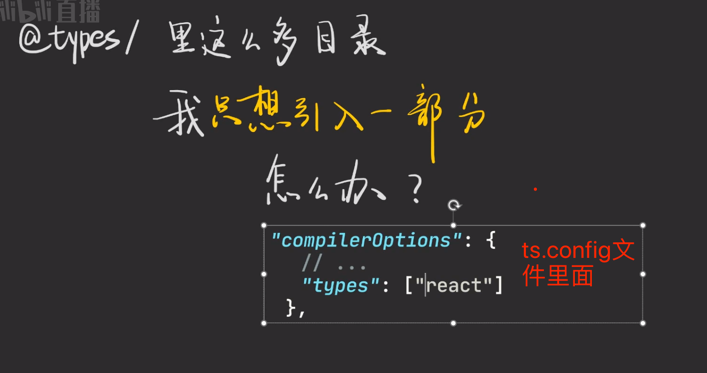 bilibili直播
@types/ 里这么多目录
我只想引入一部分
怎么办？
"compilerOptions": {
// ...
"types": ["react"]
},
ts.config文
件里面